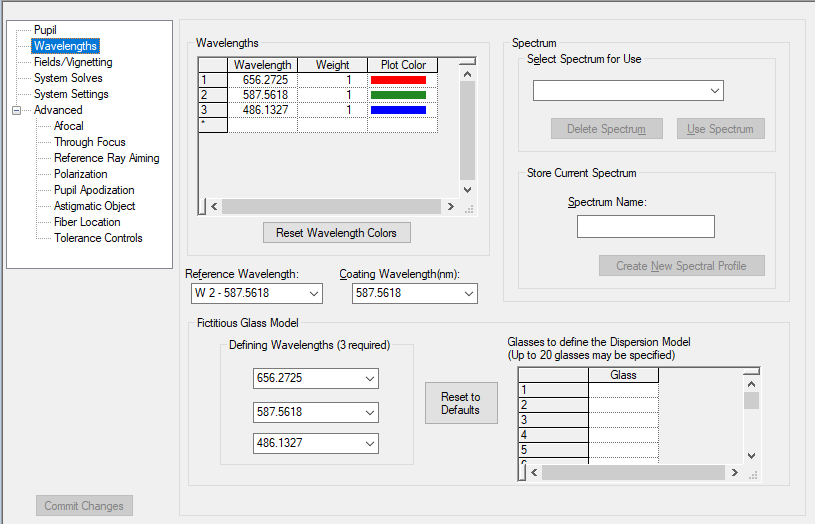 Pupil
Wavelengths
Fields/Vignetting
System Solves
System Settings
Advanced
Afocal
Through Focus
Reference Ray Aiming
Polarization
Pupil Apodization
Astigmatic Object
Fiber Location
Tolerance Controls
Commit Changes
Wavelengths
Wavelength Weight Plot Color
1 656.2725 1
2 587.5618 1
3 486.1327 1
*
Reset Wavelength Colors
Spectrum
Select Spectrum for Use
Delete Spectrum Use Spectrum
Store Current Spectrum
Spectrum Name:
Create New Spectral Profile
Reference Wavelength: Coating Wavelength(nm):
W 2 - 587.5618 587.5618
Fictitious Glass Model
Defining Wavelengths (3 required)
656.2725
587.5618
486.1327
Reset to
Defaults
Glasses to define the Dispersion Model
(Up to 20 glasses may be specified)
Glass
1
2
3
4
5